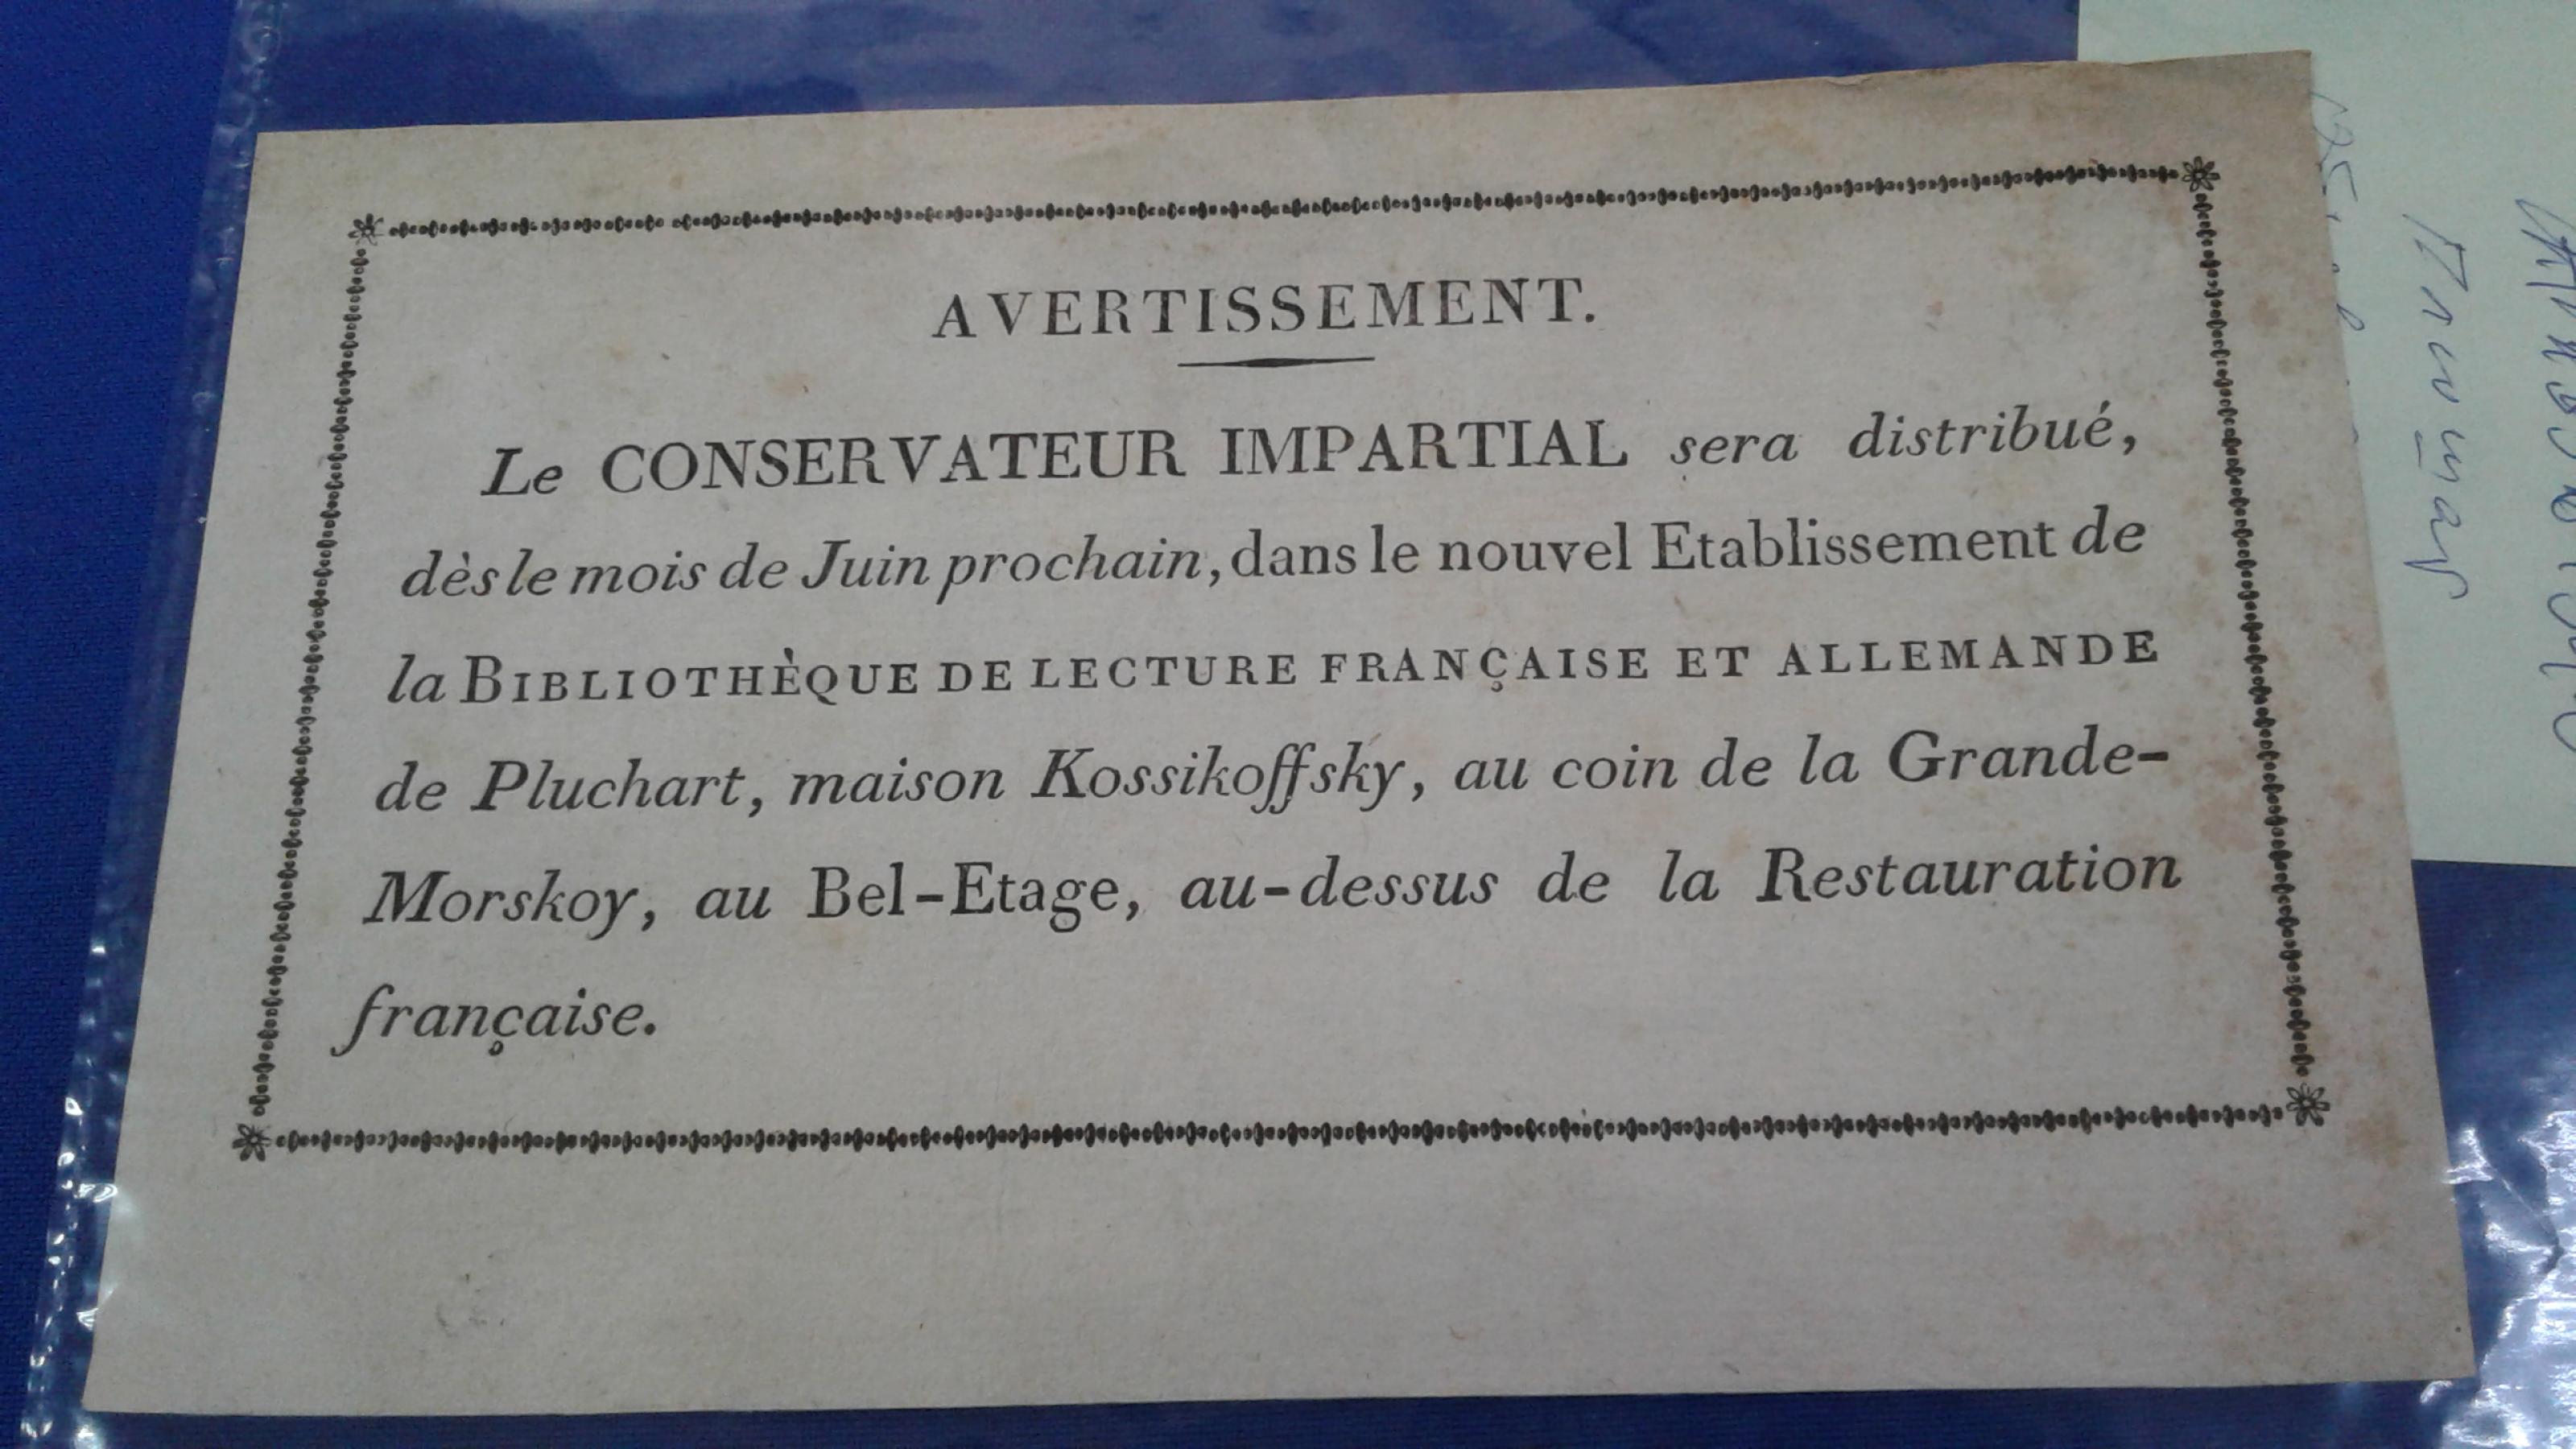 AVERTISSEMENT.
Le CONSERVATEUR IMPARTIAL sera distribué,
dès le mois de Juin prochain, dans le nouvel Etablissement de
la BIBLIOTHÈQUE DE LECTURE FRANÇAISE ET ALLEMANDE
de Pluchart, maison Kossikoffsky, au coin de la Grande-
Morskoy, au Bel-Etage, au-dessus de la Restauration
française.